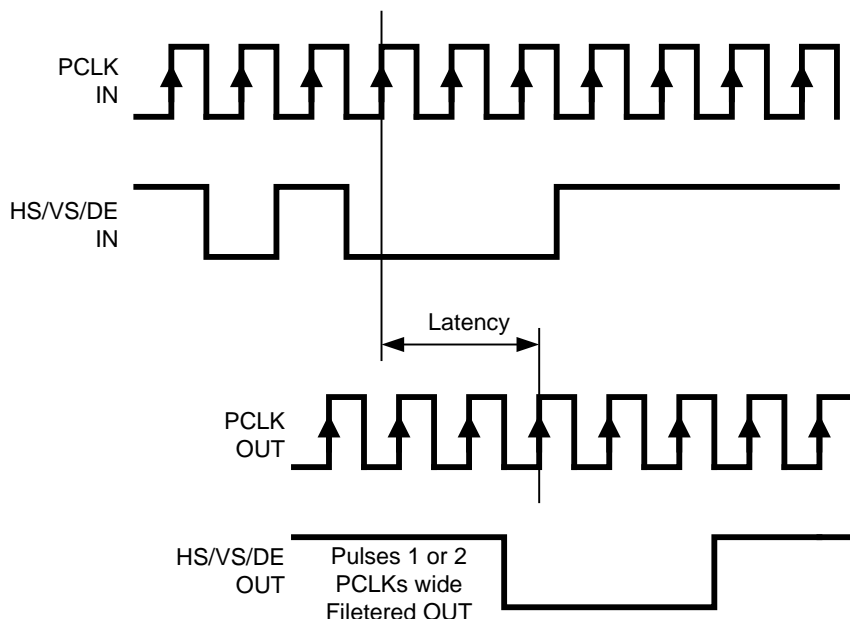 PCLK
IN
HS/VS/DE
IN
Latency
PCLK
OUT
HS/VS/DE
OUT
Pulses 1 or 2
PCLKs wide
Filetered OUT